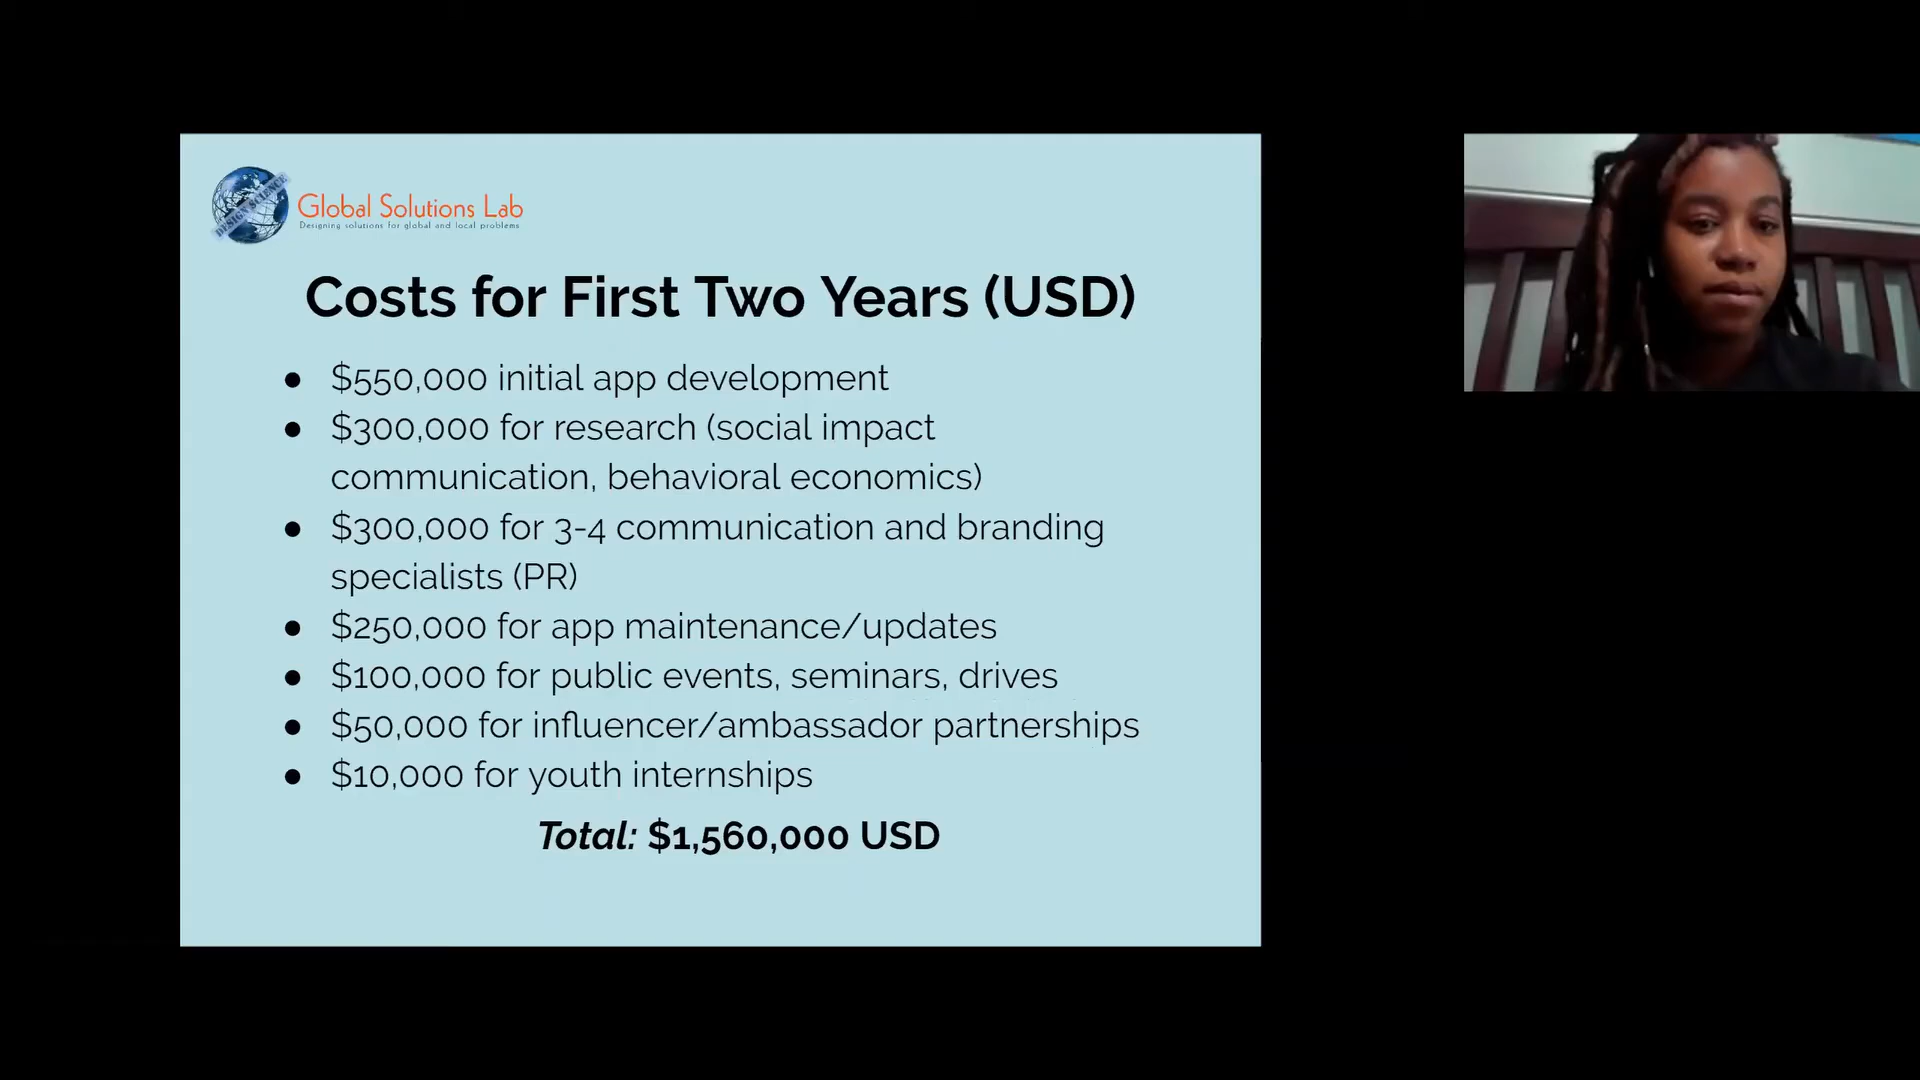 DESIGN SCIENCE
Global Solutions Lab
Designing solutions for global and local problems
Costs for First Two Years (USD)
● $550,000 initial app development
● $300,000 for research (social impact
communication, behavioral economics)
● $300,000 for 3-4 communication and branding
specialists (PR)
● $250,000 for app maintenance/updates
● $100,000 for public events, seminars, drives
● $50,000 for influencer/ambassador partnerships
● $10,000 for youth internships
Total: $1,560,000 USD